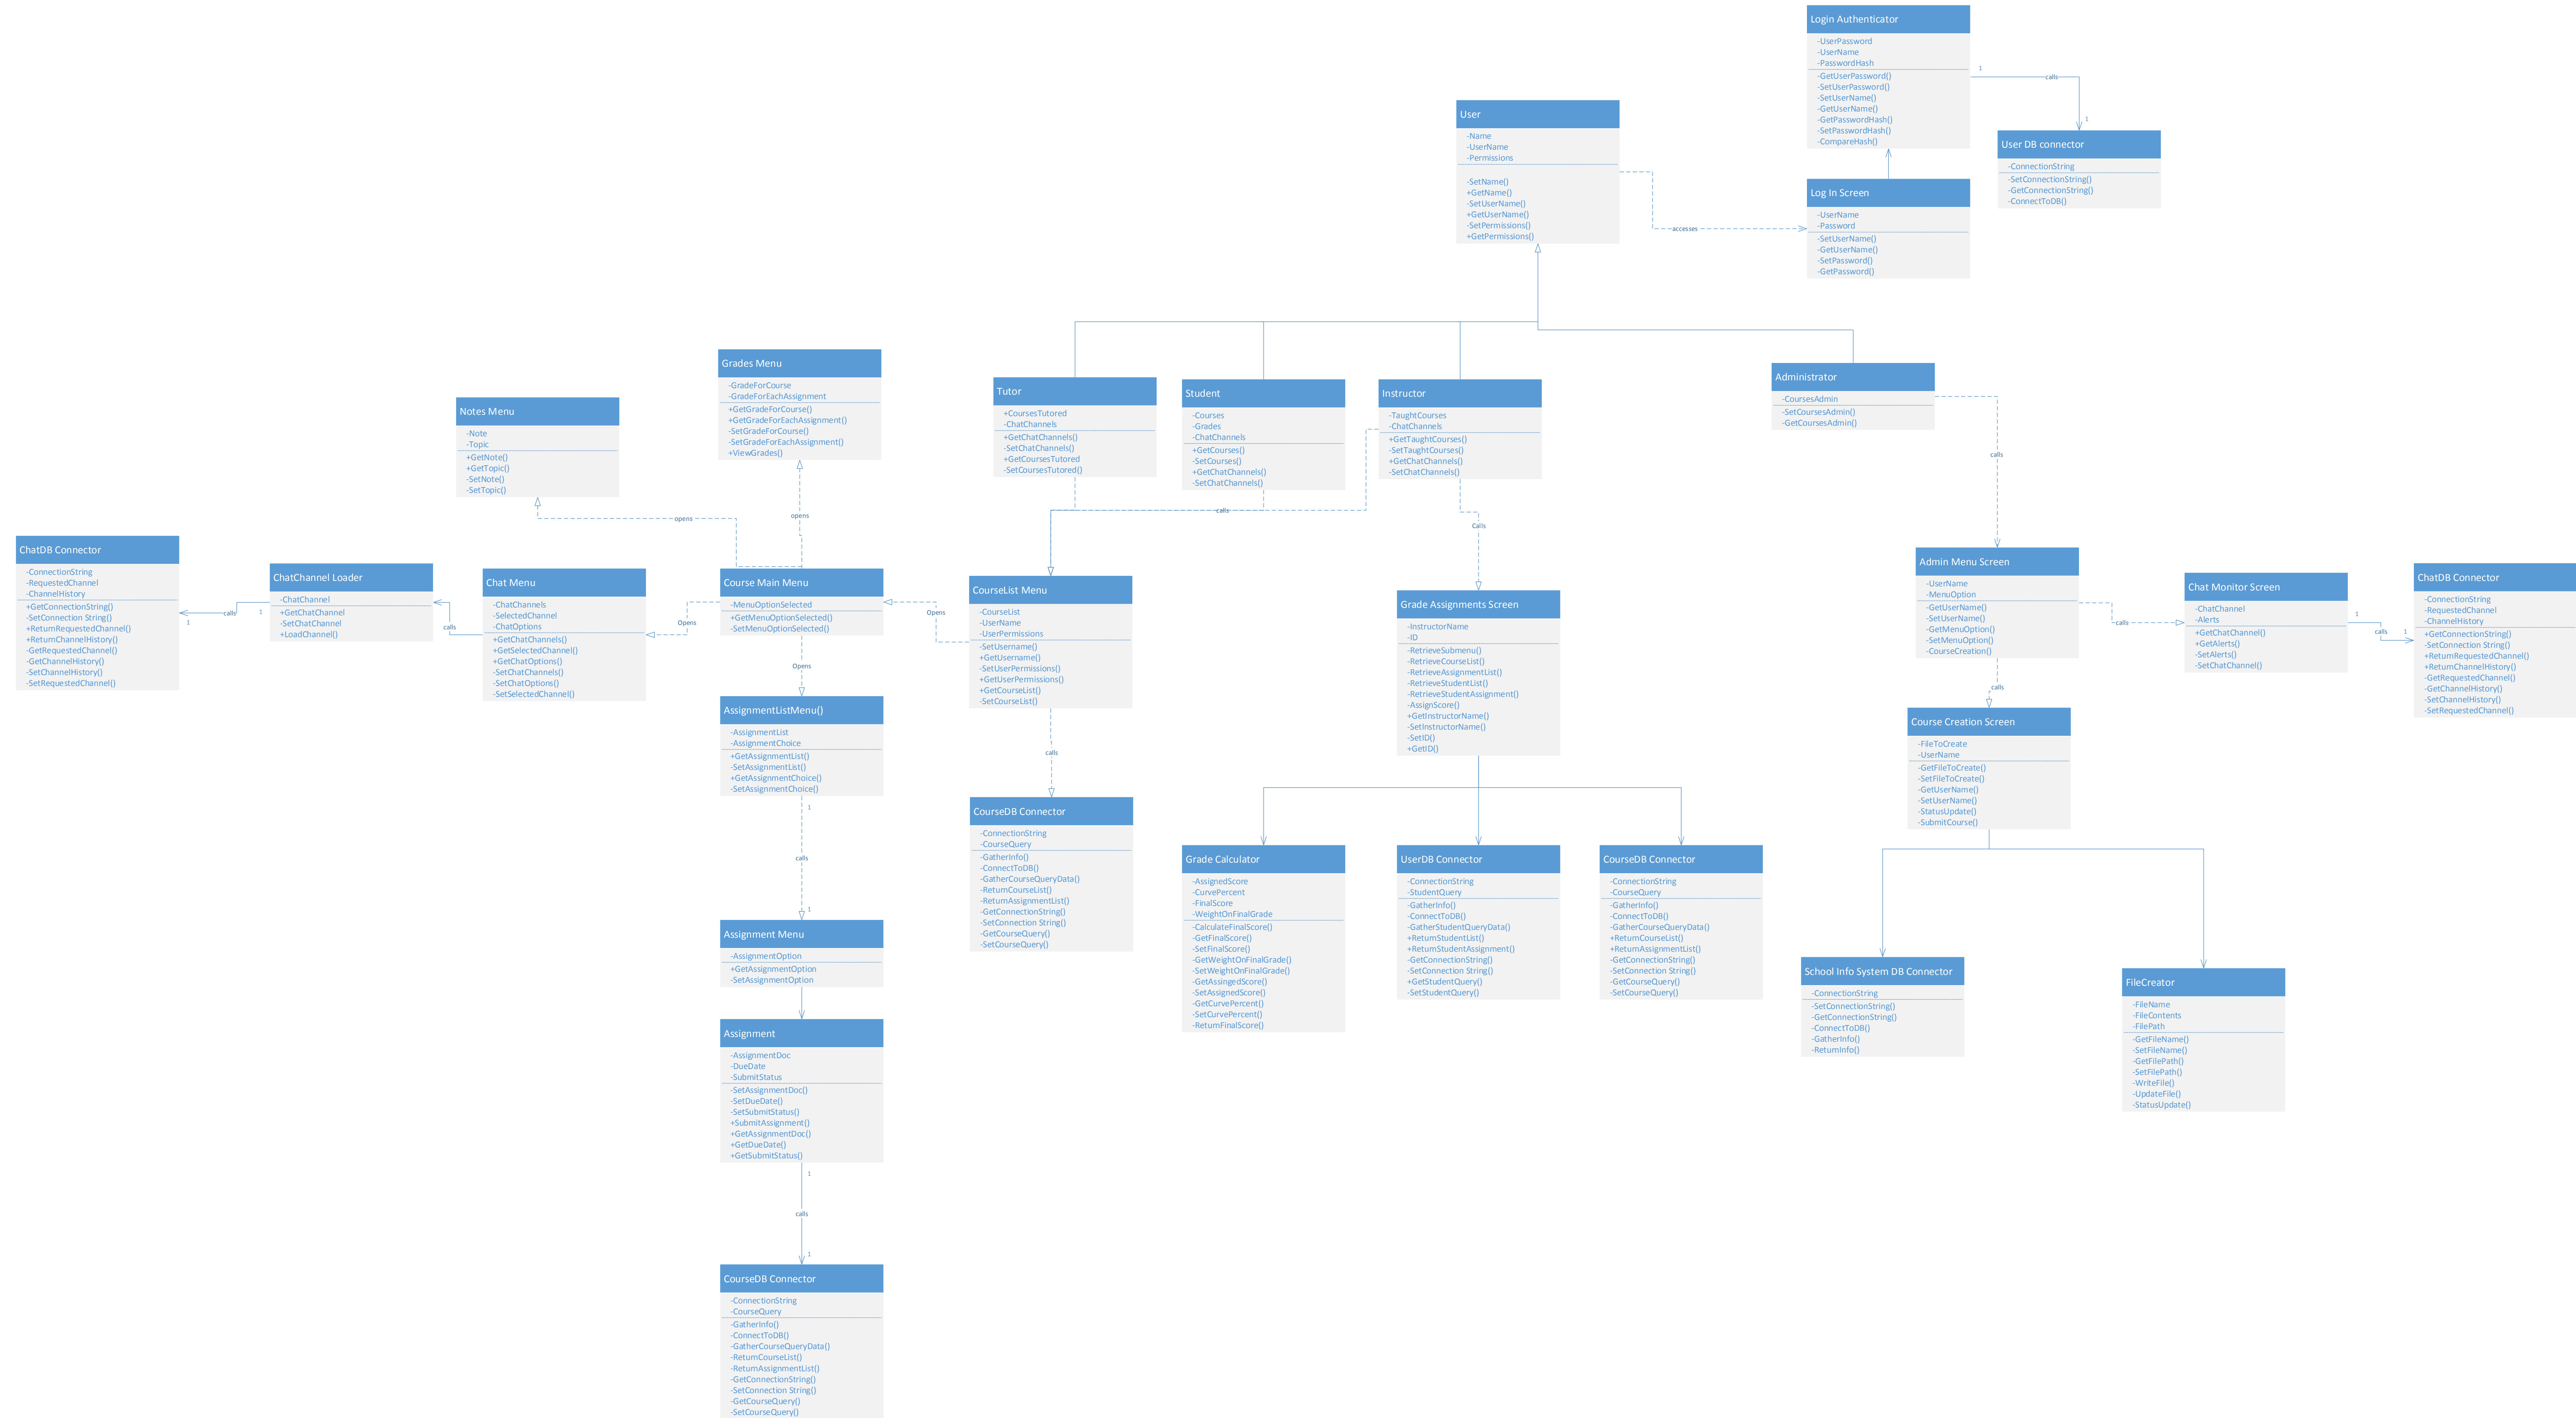 Login Authenticator
-UserPassword
-UserName
-PasswordHash
-GetUserPassword()
-SetUserPassword()
-SetUserName()
-GetUserName()
-GetPasswordHash()
-SetPasswordHash()
-CompareHash()
1
calls
1
User DB connector
-ConnectionString
-SetConnectionString()
-GetConnectionString()
-ConnectToDB()
User
-Name
-UserName
-Permissions
-SetName()
+GetName()
-SetUserName()
+GetUserName()
-SetPermissions()
+GetPermissions()
accesses
Log In Screen
-UserName
-Password
-SetUserName()
-GetUserName()
-SetPassword()
-GetPassword()
Grades Menu
-GradeForCourse
-GradeForEachAssignment
+GetGradeForCourse()
+GetGradeForEachAssignment()
-SetGradeForCourse()
-SetGradeForEachAssignment()
+ViewGrades()
Notes Menu
-Note
-Topic
+GetNote()
+GetTopic()
-SetNote()
-SetTopic()
Tutor
+CoursesTutored
-ChatChannels
+GetChatChannels()
-SetChatChannels()
+GetCoursesTutored
-SetCoursesTutored()
Student
-Courses
-Grades
-ChatChannels
+GetCourses()
-SetCourses()
+GetChatChannels()
-SetChatChannels()
Instructor
-TaughtCourses
-ChatChannels
+GetTaughtCourses()
-SetTaughtCourses()
+GetChatChannels()
-SetChatChannels()
Administrator
-CoursesAdmin
-SetCoursesAdmin()
-GetCoursesAdmin()
calls
opens
opens
calls
Calls
ChatDB Connector
-ConnectionString
-RequestedChannel
-ChannelHistory
+GetConnectionString()
-SetConnection String()
+ReturnRequestedChannel()
+ReturnChannelHistory()
-GetRequestedChannel()
-GetChannelHistory()
-SetChannelHistory()
-SetRequestedChannel()
calls
1
1
ChatChannel Loader
-ChatChannel
+GetChatChannel
-SetChatChannel
+LoadChannel()
calls
Chat Menu
-ChatChannels
-SelectedChannel
-ChatOptions
+GetChatChannels()
+GetSelectedChannel()
+GetChatOptions()
-SetChatChannels()
-SetChatOptions()
-SetSelectedChannel()
Opens
Course Main Menu
-MenuOptionSelected
+GetMenuOptionSelected()
-SetMenuOptionSelected()
Opens
Opens
CourseList Menu
-CourseList
-UserName
-UserPermissions
-SetUsername()
+GetUsername()
-SetUserPermissions()
+GetUserPermissions()
+GetCourseList()
-SetCourseList()
calls
Grade Assignments Screen
-InstructorName
-ID
-RetrieveSubmenu()
-RetrieveCourseList()
-RetrieveAssignmentList()
-RetrieveStudentList()
-RetrieveStudentAssignment()
-AssignScore()
+GetInstructorName()
-SetInstructorName()
-SetID()
+GetID()
Admin Menu Screen
-UserName
-MenuOption
-GetUserName()
-SetUserName()
-GetMenuOption()
-SetMenuOption()
-CourseCreation()
calls
calls
Chat Monitor Screen
-ChatChannel
-Alerts
+GetChatChannel()
+GetAlerts()
-SetAlerts()
-SetChatChannel()
1
calls
1
ChatDB Connector
-ConnectionString
-RequestedChannel
-ChannelHistory
+GetConnectionString()
-SetConnection String()
+ReturnRequestedChannel()
+ReturnChannelHistory()
-GetRequestedChannel()
-GetChannelHistory()
-SetChannelHistory()
-SetRequestedChannel()
AssignmentListMenu()
-AssignmentList
-AssignmentChoice
+GetAssignmentList()
-SetAssignmentList()
+GetAssignmentChoice()
-SetAssignmentChoice()
1
calls
1
Course Creation Screen
-FileToCreate
-UserName
-GetFileToCreate()
-SetFileToCreate()
-GetUserName()
-SetUserName()
-StatusUpdate()
-SubmitCourse()
CourseDB Connector
-ConnectionString
-CourseQuery
-GatherInfo()
-ConnectToDB()
-GatherCourseQueryData()
-ReturnCourseList()
-ReturnAssignmentList()
-GetConnectionString()
-SetConnection String()
-GetCourseQuery()
-SetCourseQuery()
Grade Calculator
-AssignedScore
-CurvePercent
-FinalScore
-WeightOnFinalGrade
-CalculateFinalScore()
-GetFinalScore()
-SetFinalScore()
-GetWeightOnFinalGrade()
-SetWeightOnFinalGrade()
-GetAssingedScore()
-SetAssignedScore()
-GetCurvePercent()
-SetCurvePercent()
-ReturnFinalScore()
UserDB Connector
-ConnectionString
-StudentQuery
-GatherInfo()
-ConnectToDB()
-GatherStudentQueryData()
+ReturnStudentList()
+ReturnStudentAssignment()
-GetConnectionString()
-SetConnection String()
+GetStudentQuery()
-SetStudentQuery()
CourseDB Connector
-ConnectionString
-CourseQuery
-GatherInfo()
-ConnectToDB()
-GatherCourseQueryData()
+ReturnCourseList()
+ReturnAssignmentList()
-GetConnectionString()
-SetConnection String()
-GetCourseQuery()
-SetCourseQuery()
Assignment Menu
-AssignmentOption
+GetAssignmentOption
-SetAssignmentOption
School Info System DB Connector
-ConnectionString
-SetConnectionString()
-GetConnectionString()
-ConnectToDB()
-GatherInfo()
-ReturnInfo()
FileCreator
-FileName
-FileContents
-FilePath
-GetFileName()
-SetFileName()
-GetFilePath()
-SetFilePath()
-WriteFile()
-UpdateFile()
-StatusUpdate()
Assignment
-AssignmentDoc
-DueDate
-SubmitStatus
-SetAssignmentDoc()
-SetDueDate()
-SetSubmitStatus()
+SubmitAssignment()
+GetAssignmentDoc()
+GetDueDate()
+GetSubmitStatus()
1
calls
1
CourseDB Connector
-ConnectionString
-CourseQuery
-GatherInfo()
-ConnectToDB()
-GatherCourseQueryData()
-ReturnCourseList()
-ReturnAssignmentList()
-GetConnectionString()
-SetConnection String()
-GetCourseQuery()
-SetCourseQuery()